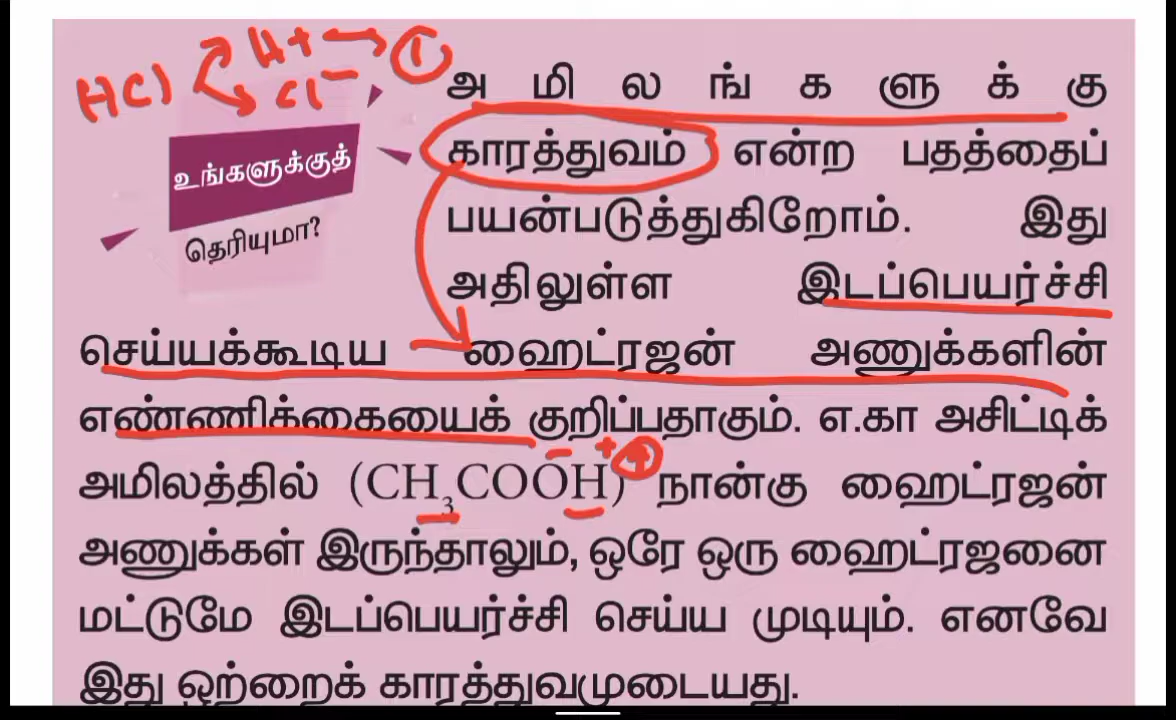 HCl H+ → 1
Cl⁻
அமிலங்களுக்கு
உங்களுக்குத்
தெரியுமா?
காரத்துவம் என்ற பதத்தைப்
பயன்படுத்துகிறோம். இது
அதிலுள்ள இடப்பெயர்ச்சி
செய்யக்கூடிய ஹைட்ரஜன் அணுக்களின்
எண்ணிக்கையைக் குறிப்பதாகும். எ.கா அசிட்டிக்
அமிலத்தில் (CH₃COOH) நான்கு ஹைட்ரஜன்
அணுக்கள் இருந்தாலும், ஒரே ஒரு ஹைட்ரஜனை
மட்டுமே இடப்பெயர்ச்சி செய்ய முடியும். எனவே
இது ஒற்றைக் காரத்துவமுடையது.